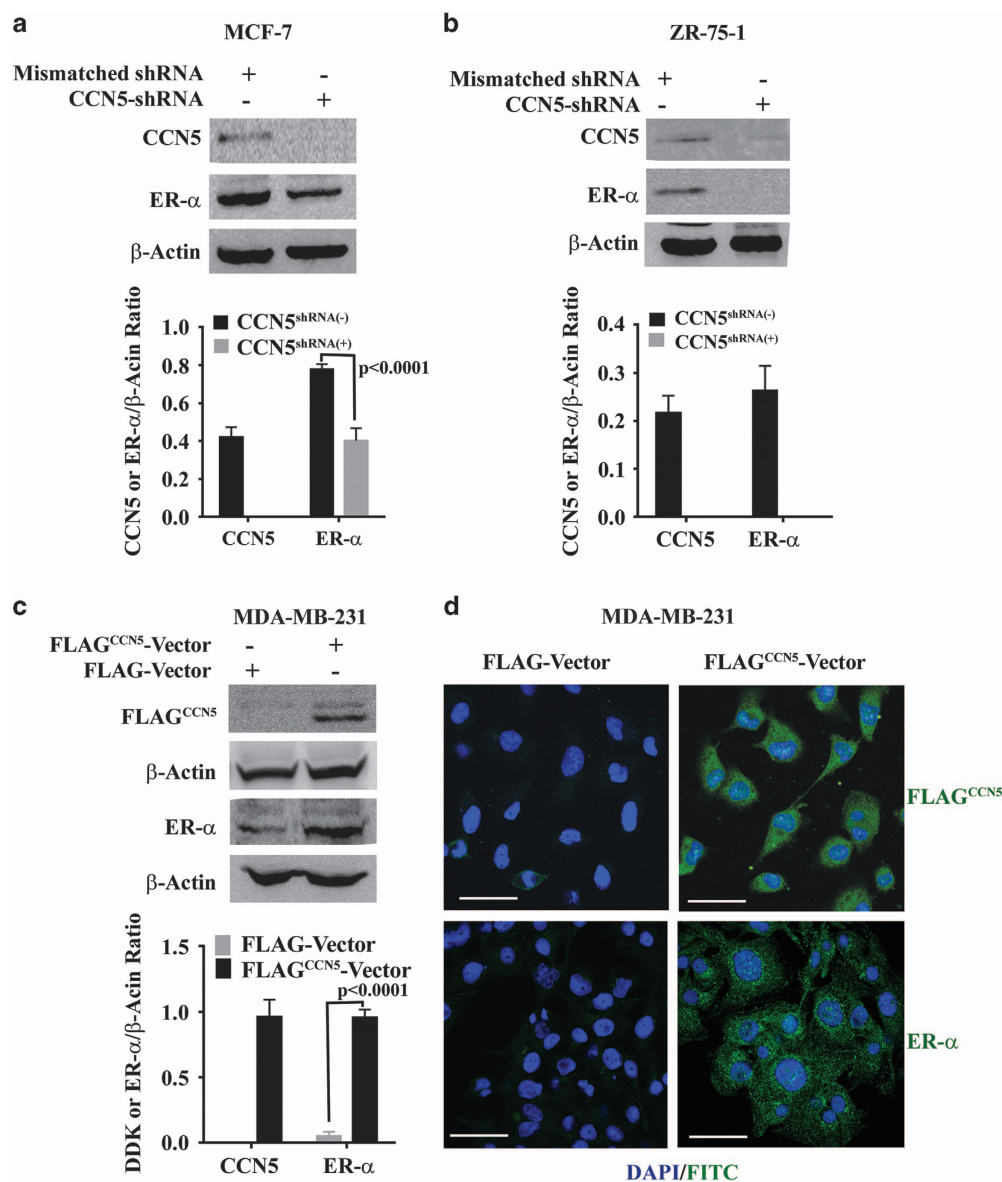 a
MCF-7
Mismatched shRNA + -
CCN5-shRNA - +
CCN5
ER-α
β-Actin
CCN5 or ER-α/β-Acin Ratio
1.0
0.8
0.6
0.4
0.2
0.0
CCN5shRNA(-)
CCN5shRNA(+)
p<0.0001
CCN5 ER-α
b
ZR-75-1
Mismatched shRNA + -
CCN5-shRNA - +
CCN5
ER-α
β-Actin
CCN5 or ER-α/β-Acin Ratio
0.4
0.3
0.2
0.1
0.0
CCN5shRNA(-)
CCN5shRNA(+)
CCN5 ER-α
c
MDA-MB-231
FLAGCCN5-Vector - +
FLAG-Vector + -
FLAGCCN5
β-Actin
ER-α
β-Actin
DDK or ER-α/β-Acin Ratio
1.5
1.0
0.5
0.0
FLAG-Vector
FLAGCCN5-Vector
p<0.0001
CCN5 ER-α
d
MDA-MB-231
FLAG-Vector FLAGCCN5-Vector
FLAGCCN5
ER-α
DAPI/FITC